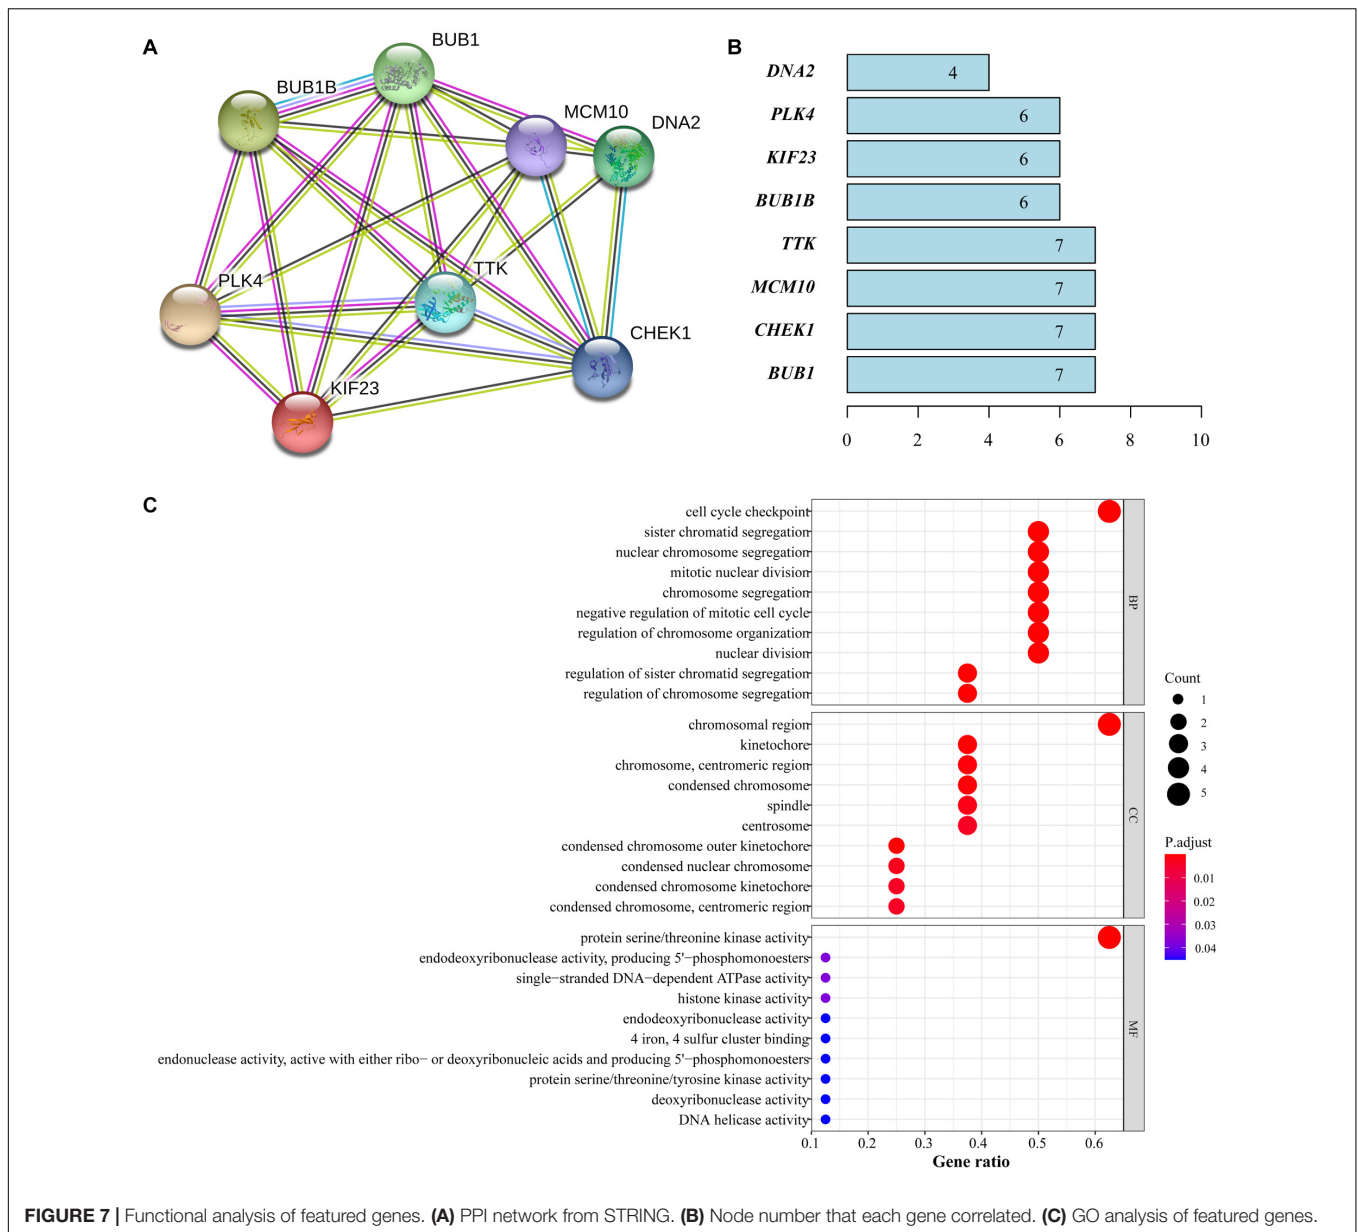 A
BUB1
BUB1B
MCM10
DNA2
PLK4
TTK
CHEK1
KIF23
B
DNA2 4
PLK4 6
KIF23 6
BUB1B 6
TTK 7
MCM10 7
CHEK1 7
BUB1 7
0 2 4 6 8 10
C
cell cycle checkpoint
sister chromatid segregation
nuclear chromosome segregation
mitotic nuclear division
chromosome segregation
negative regulation of mitotic cell cycle
regulation of chromosome organization
nuclear division
regulation of sister chromatid segregation
regulation of chromosome segregation
BP
chromosomal region
kinetochore
chromosome, centromeric region
condensed chromosome
spindle
centrosome
condensed chromosome outer kinetochore
condensed nuclear chromosome
condensed chromosome kinetochore
condensed chromosome, centromeric region
CC
protein serine/threonine kinase activity
endodeoxyribonuclease activity, producing 5'−phosphomonoesters
single−stranded DNA−dependent ATPase activity
histone kinase activity
endodeoxyribonuclease activity
4 iron, 4 sulfur cluster binding
endonuclease activity, active with either ribo− or deoxyribonucleic acids and producing 5'−phosphomonoesters
protein serine/threonine/tyrosine kinase activity
deoxyribonuclease activity
DNA helicase activity
MF
0.1 0.2 0.3 0.4 0.5 0.6
Gene ratio
Count
1
2
3
4
5
P.adjust
0.01
0.02
0.03
0.04
FIGURE 7 | Functional analysis of featured genes. (A) PPI network from STRING. (B) Node number that each gene correlated. (C) GO analysis of featured genes.